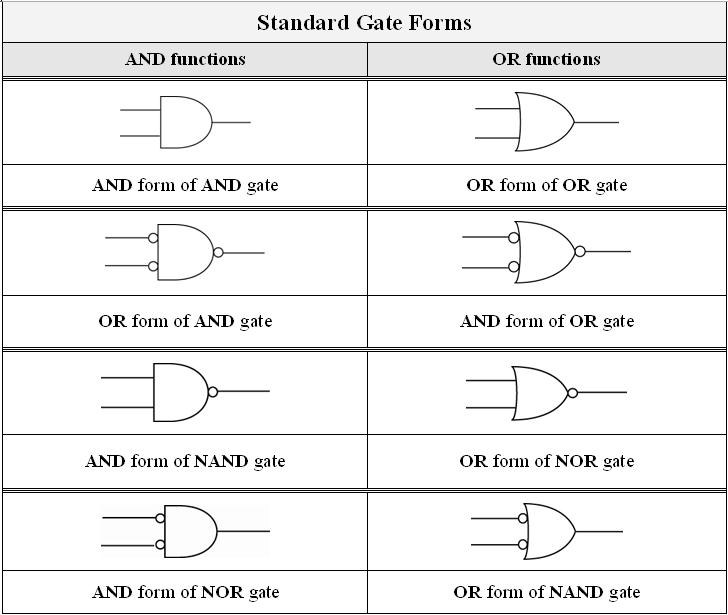 Standard Gate Forms
AND functions
OR functions
AND form of AND gate
OR form of OR gate
OR form of AND gate
AND form of OR gate
AND form of NAND gate
OR form of NOR gate
AND form of NOR gate
OR form of NAND gate